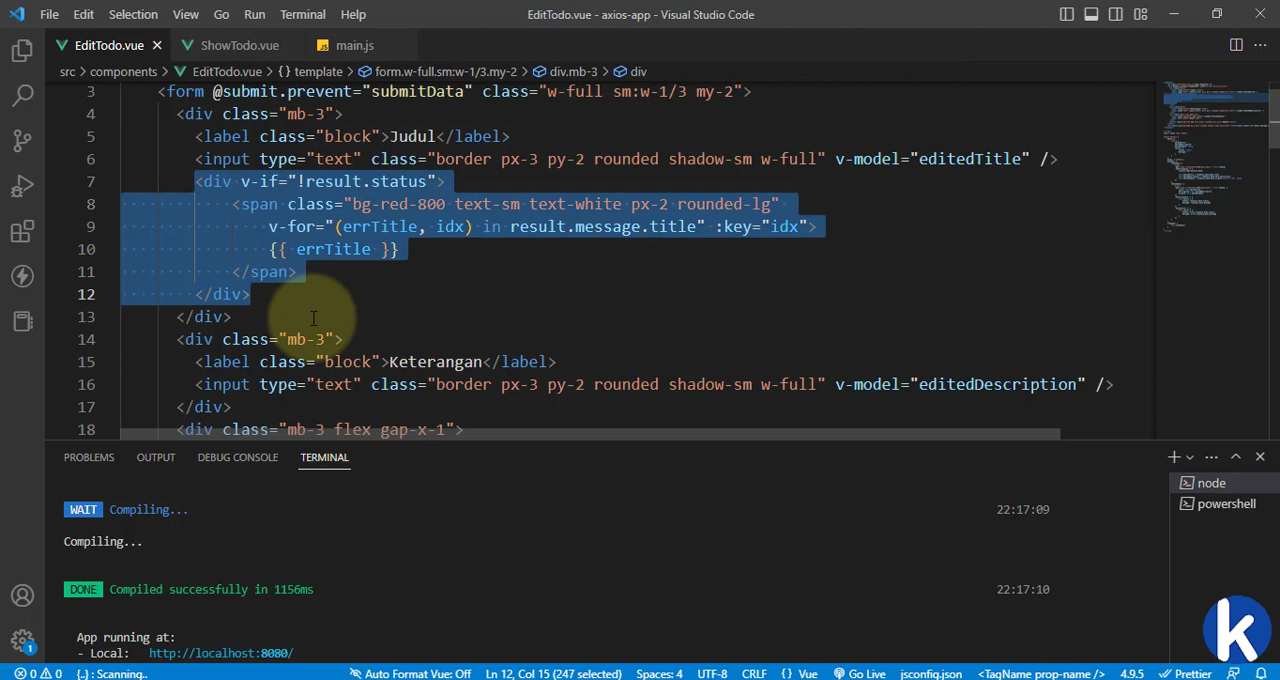 File Edit Selection View Go Run Terminal Help EditTodo.vue - axios-app - Visual Studio Code
EditTodo.vue ShowTodo.vue main.js
src > components > EditTodo.vue > {} template > form.w-full.sm:w-1/3.my-2 > div.mb-3 > div
3 <form @submit.prevent="submitData" class="w-full sm:w-1/3 my-2">
4 <div class="mb-3">
5 <label class="block">Judul</label>
6 <input type="text" class="border px-3 py-2 rounded shadow-sm w-full" v-model="editedTitle" />
7 <div v-if="!result.status">
8 <span class="bg-red-800 text-sm text-white px-2 rounded-lg"
9 v-for="(errTitle, idx) in result.message.title" :key="idx">
10 {{ errTitle }}
11 </span>
12 </div>
13 </div>
14 <div class="mb-3">
15 <label class="block">Keterangan</label>
16 <input type="text" class="border px-3 py-2 rounded shadow-sm w-full" v-model="editedDescription" />
17 </div>
18 <div class="mb-3 flex gap-x-1">
PROBLEMS OUTPUT DEBUG CONSOLE TERMINAL
node
powershell
WAIT Compiling... 22:17:09
Compiling...
DONE Compiled successfully in 1156ms 22:17:10
App running at:
- Local: http://localhost:8080/
k
1
0 0 {..} : Scanning.. Auto Format Vue: Off Ln 12, Col 15 (247 selected) Spaces: 4 UTF-8 CRLF {} Vue Go Live jsconfig.json <TagName prop-name /> 4.9.5 Prettier